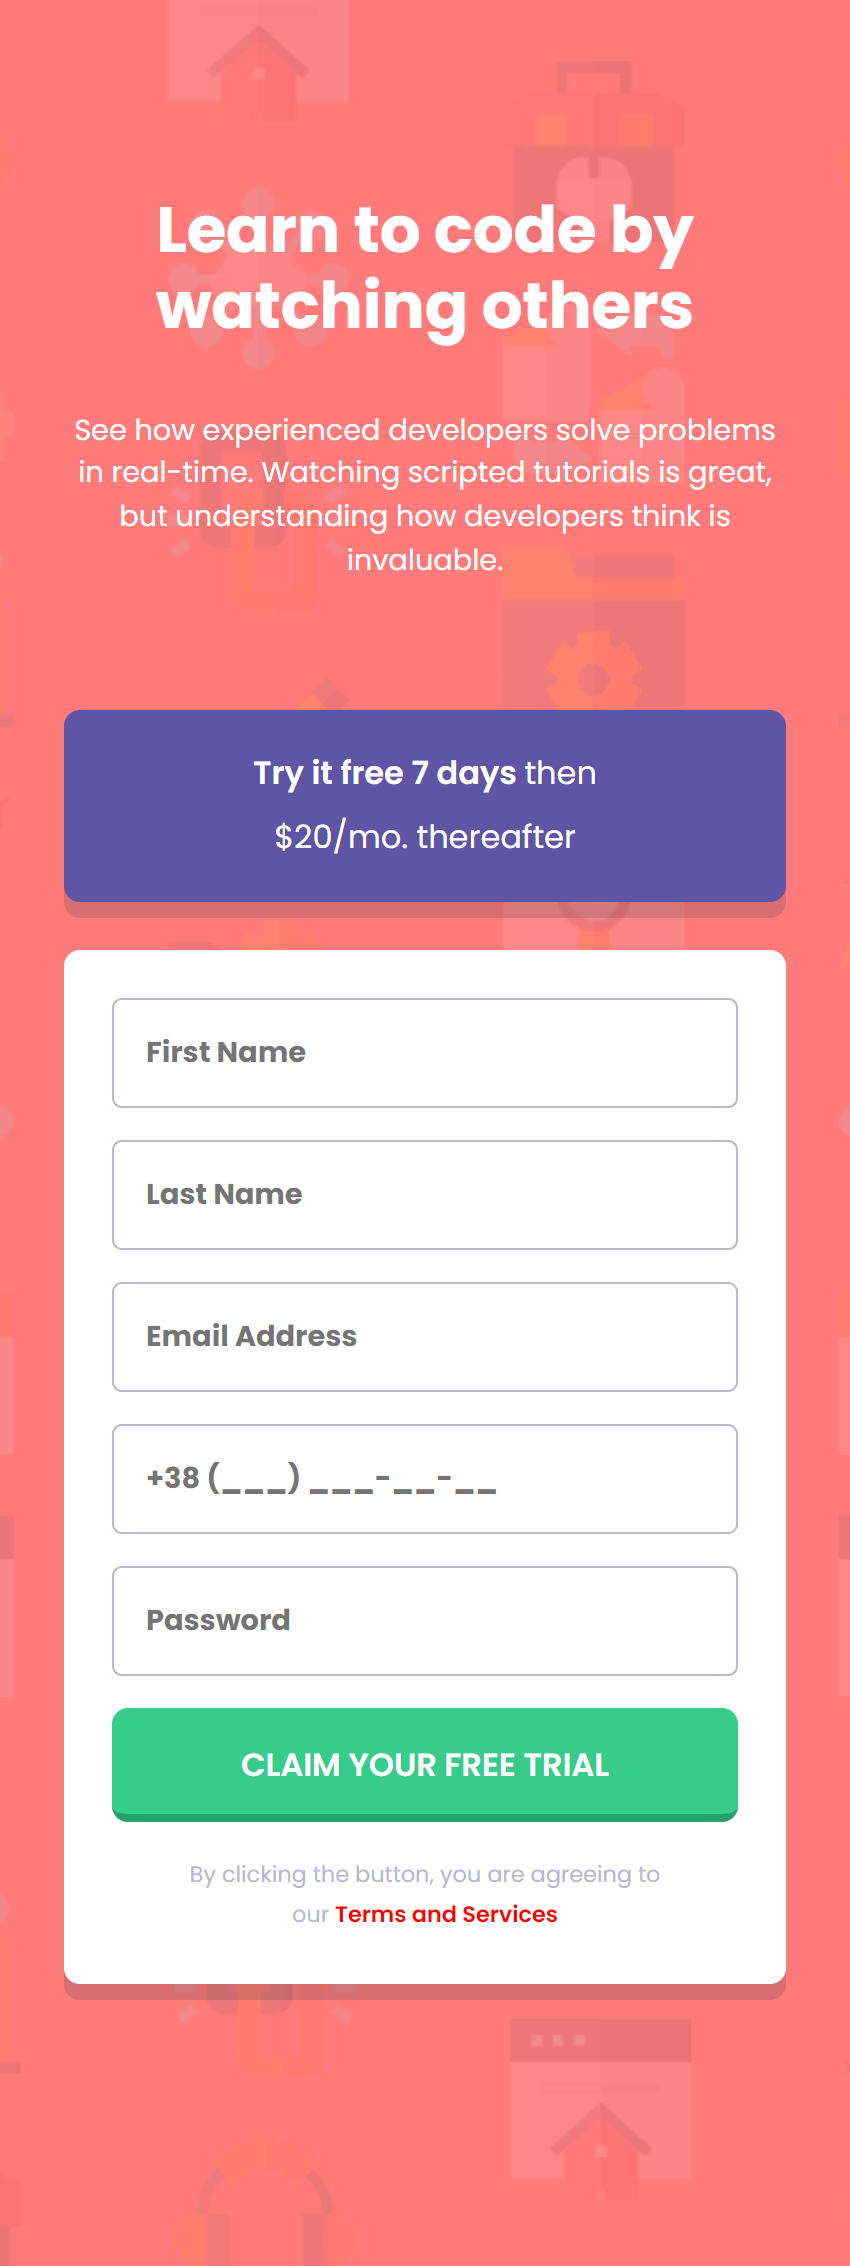 Learn to code by
watching others
See how experienced developers solve problems
in real-time. Watching scripted tutorials is great,
but understanding how developers think is
invaluable.
Try it free 7 days then
$20/mo. thereafter
First Name
Last Name
Email Address
+38 (___) ___-__-__
Password
CLAIM YOUR FREE TRIAL
By clicking the button, you are agreeing to
our Terms and Services